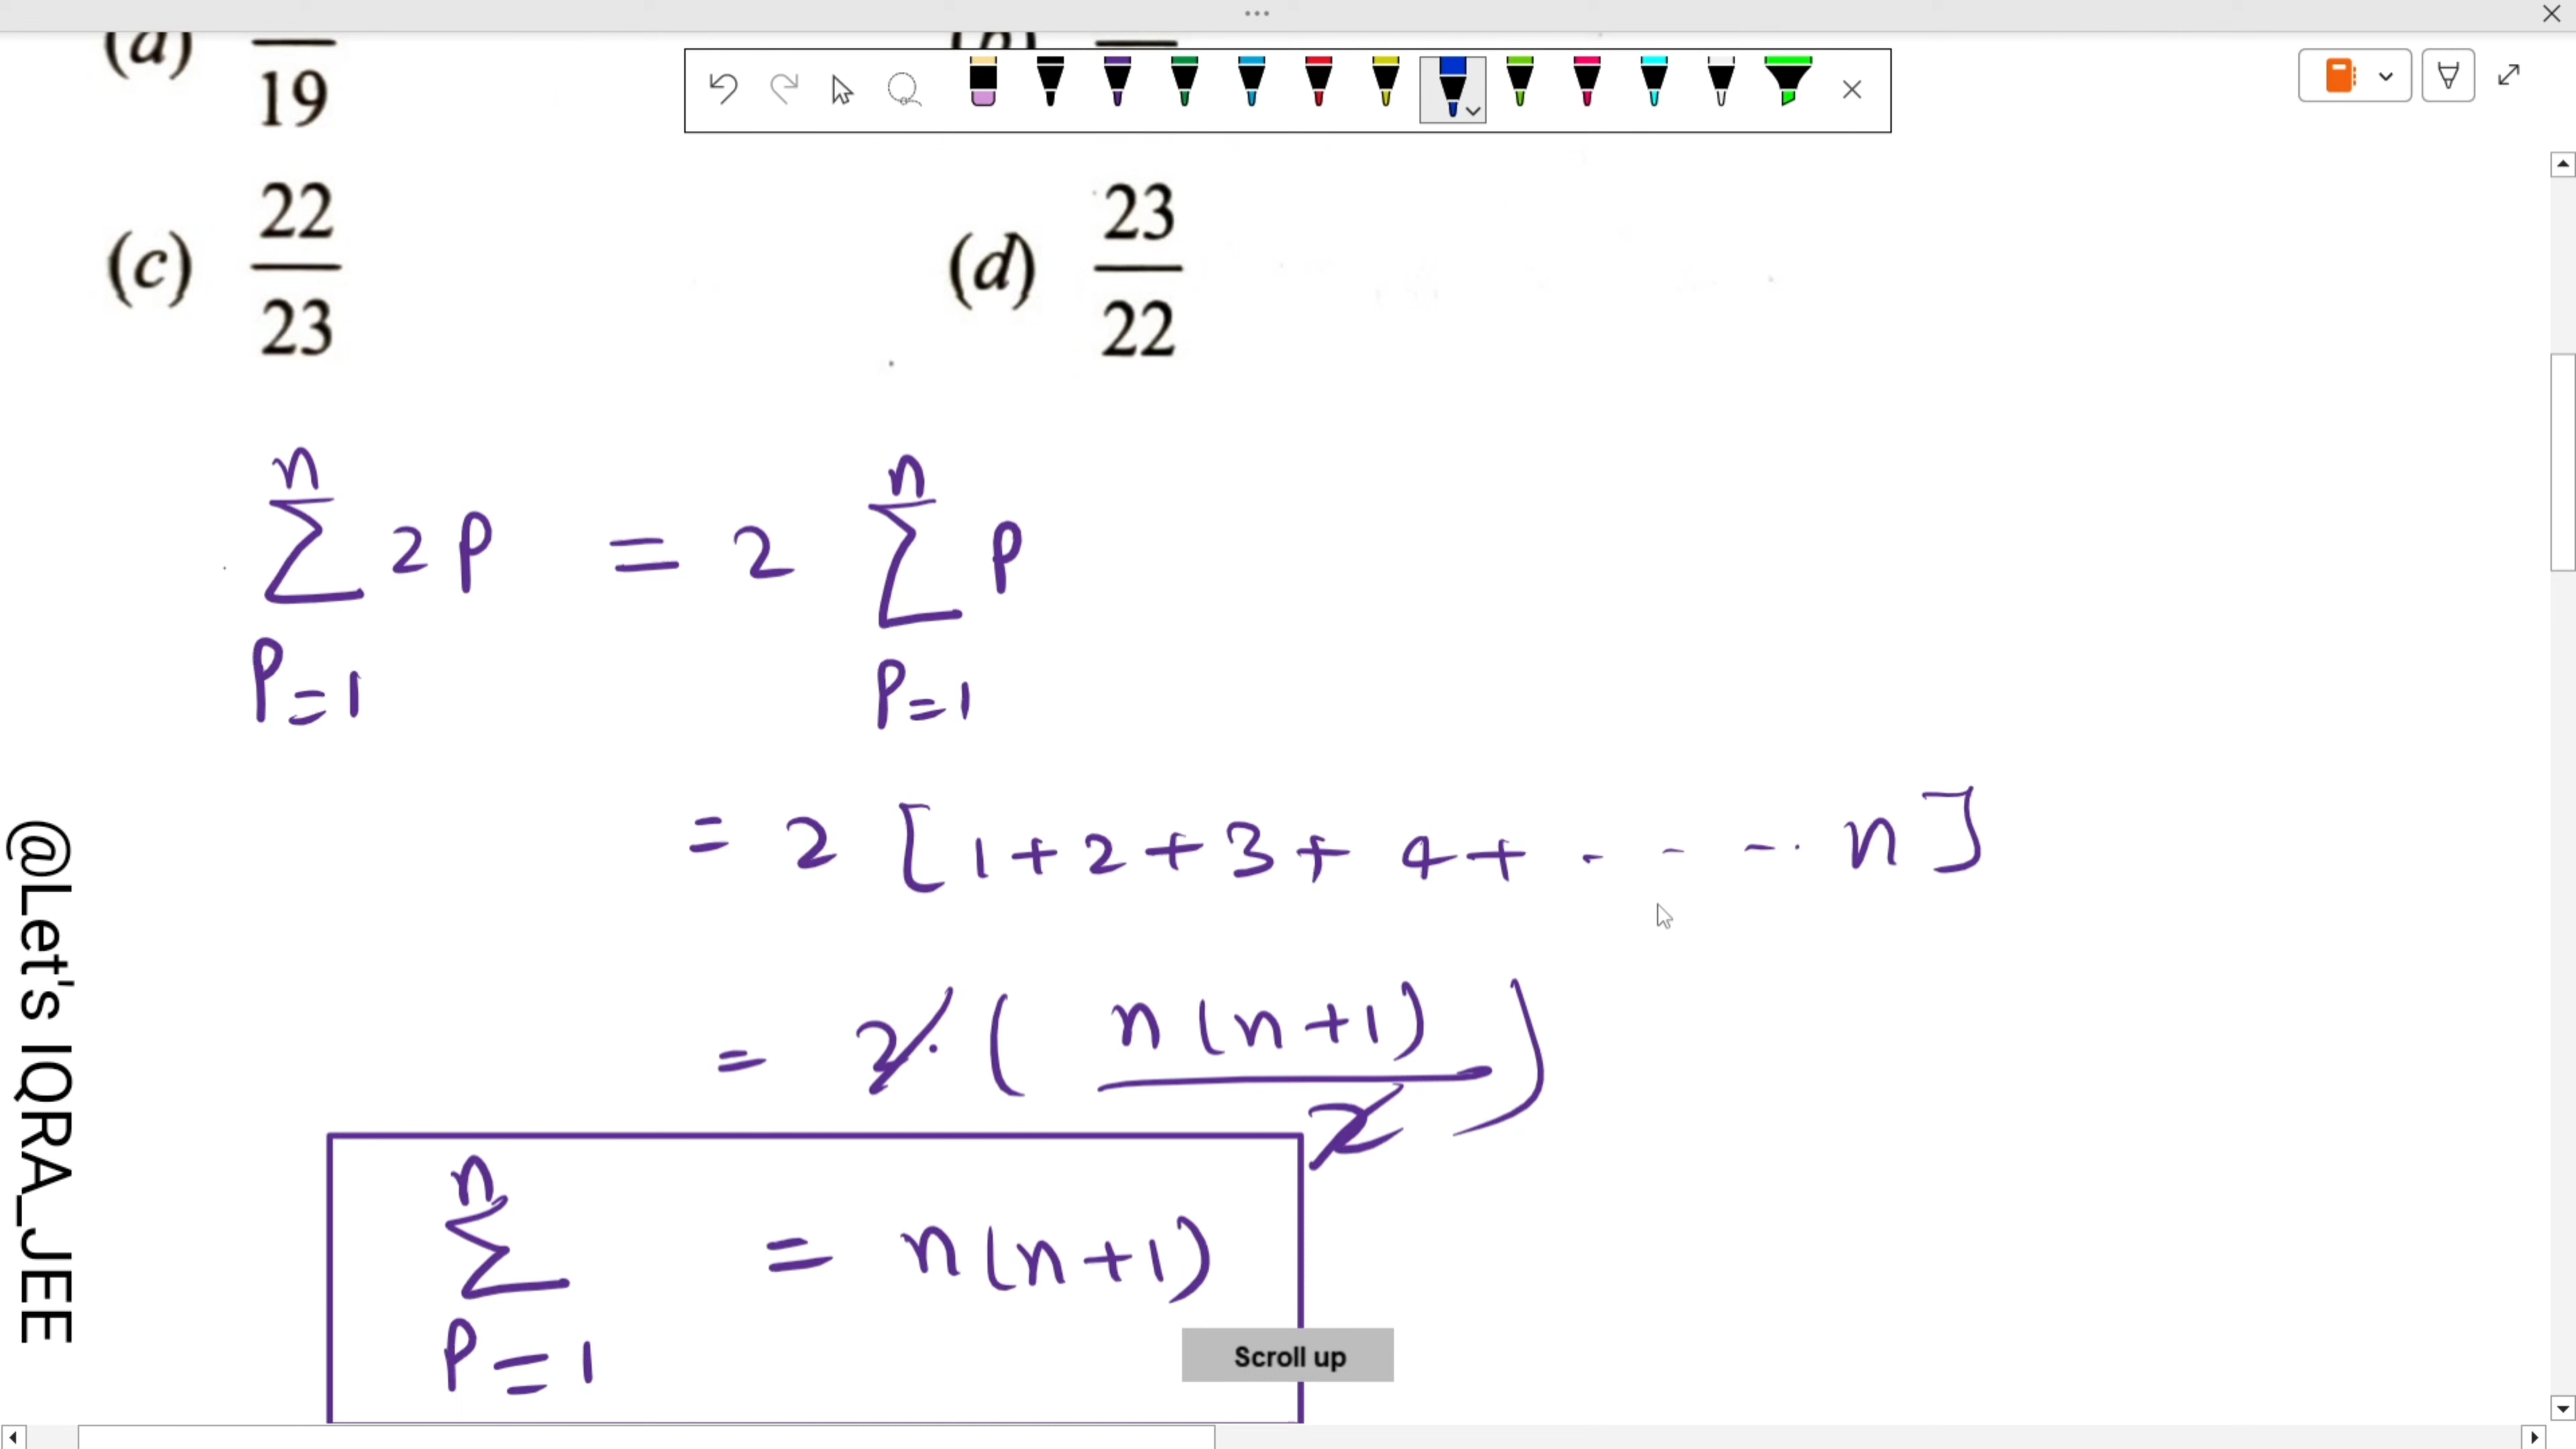 (a) 19
(c) 22/23 (d) 23/22
n n
∑ 2P = 2 ∑ P
P=1 P=1
= 2 [1+2+3+4+ - - -. n]
= 2. ( n(n+1) / 2 )
n
∑ = n(n+1)
P=1
Scroll up
@Let's IQRA_JEE